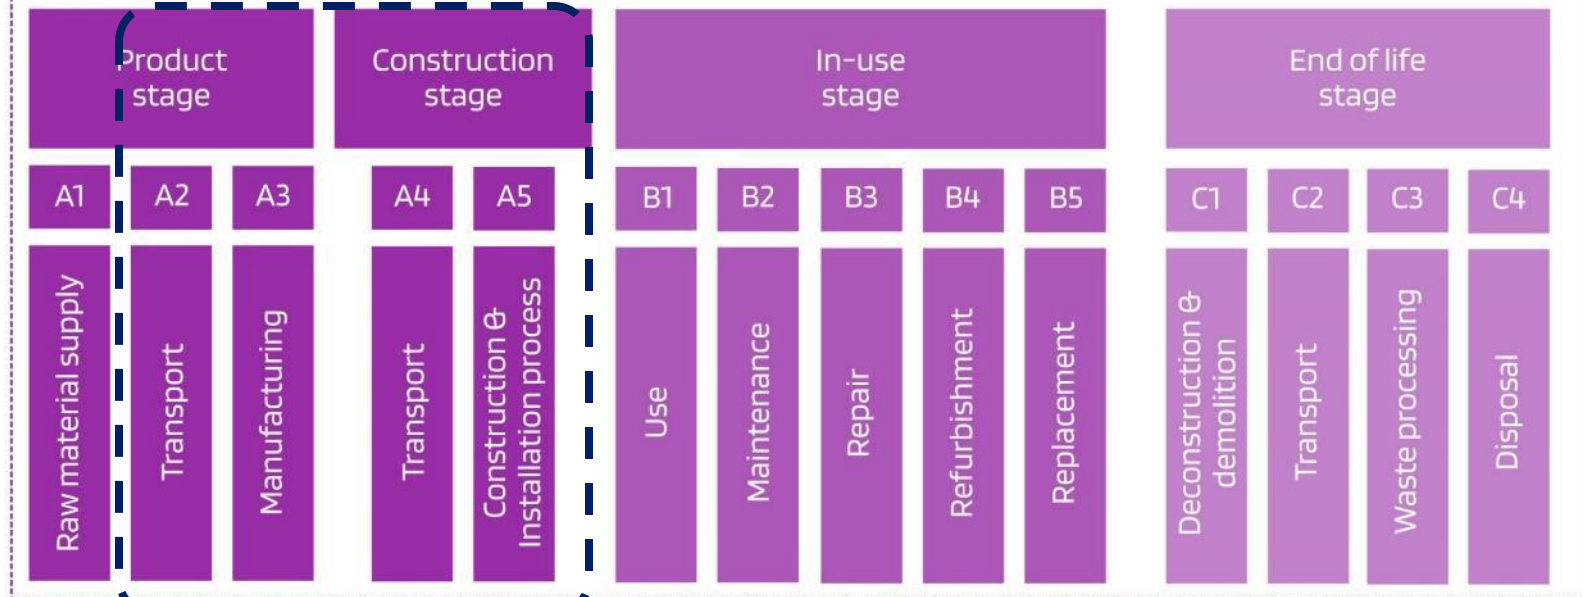 Product
stage
Construction
stage
In-use
stage
End of life
stage
A1
A2
A3
A4
A5
B1
B2
B3
B4
B5
C1
C2
C3
C4
Raw material supply
Transport
Manufacturing
Transport
Construction &
Installation process
Use
Maintenance
Repair
Refurbishment
Replacement
Deconstruction &
demolition
Transport
Waste processing
Disposal